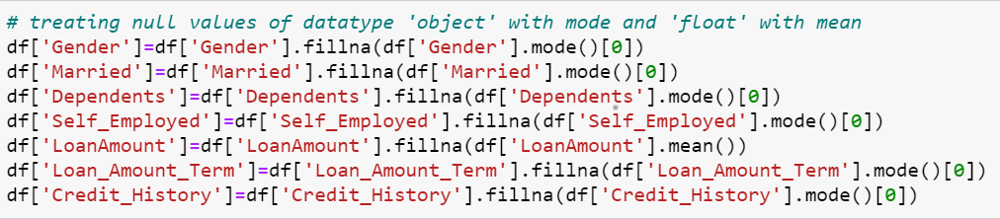 # treating null values of datatype 'object' with mode and 'float' with mean
df['Gender']=df['Gender'].fillna(df['Gender'].mode()[0])
df['Married']=df['Married'].fillna(df['Married'].mode()[0])
df['Dependents']=df['Dependents'].fillna(df['Dependents'].mode()[0])
df['Self_Employed']=df['Self_Employed'].fillna(df['Self_Employed'].mode()[0])
df['LoanAmount']=df['LoanAmount'].fillna(df['LoanAmount'].mean())
df['Loan_Amount_Term']=df['Loan_Amount_Term'].fillna(df['Loan_Amount_Term'].mode()[0])
df['Credit_History']=df['Credit_History'].fillna(df['Credit_History'].mode()[0])